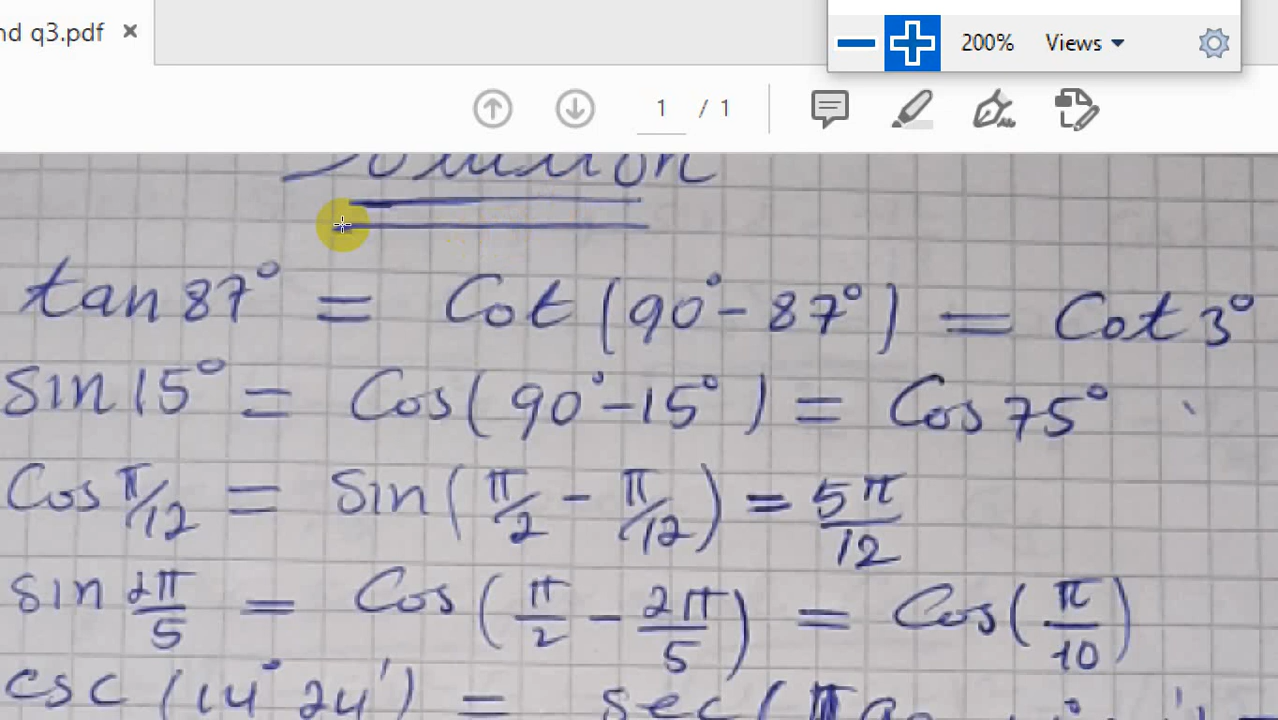 nd q3.pdf ×
200% Views
1 / 1
Solution
tan 87° = Cot (90° - 87°) = Cot 3°
Sin 15° = Cos (90° - 15°) = Cos 75°
Cos π/12 = Sin (π/2 - π/12) = 5π/12
Sin 2π/5 = Cos (π/2 - 2π/5) = Cos (π/10)
csc (14° 24') = sec (